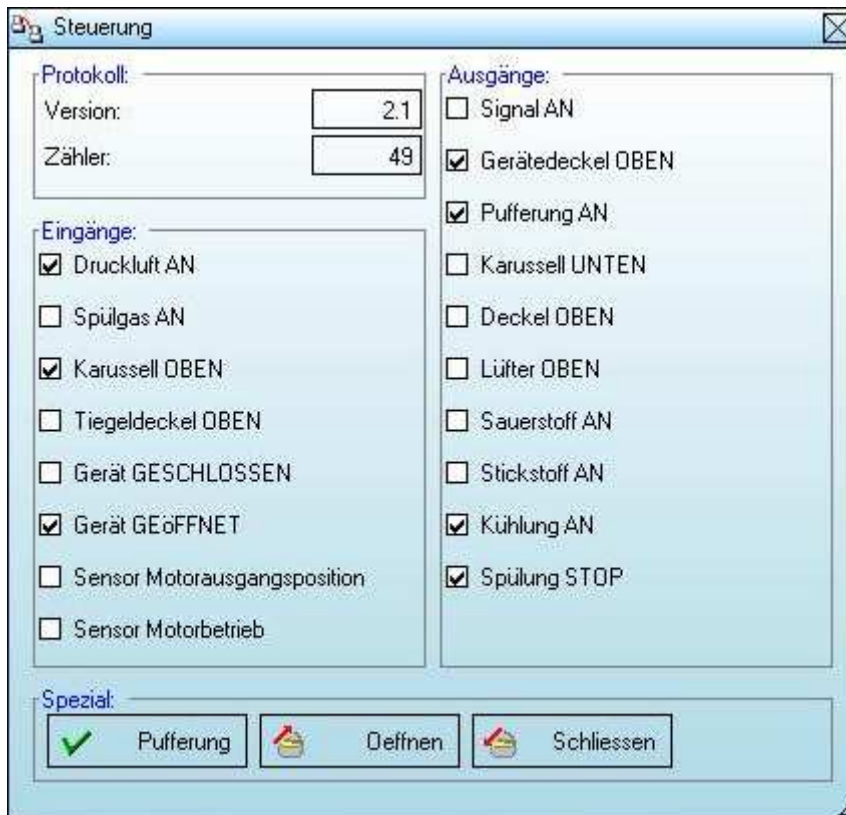 Steuerung
Protokoll:
Version: 2.1
Zähler: 49
Eingänge:
Druckluft AN
Spülgas AN
Karussell OBEN
Tiegeldeckel OBEN
Gerät GESCHLOSSEN
Gerät GEöFFNET
Sensor Motorausgangsposition
Sensor Motorbetrieb
Ausgänge:
Signal AN
Gerätedeckel OBEN
Pufferung AN
Karussell UNTEN
Deckel OBEN
Lüfter OBEN
Sauerstoff AN
Stickstoff AN
Kühlung AN
Spülung STOP
Spezial:
Pufferung
Oeffnen
Schliessen